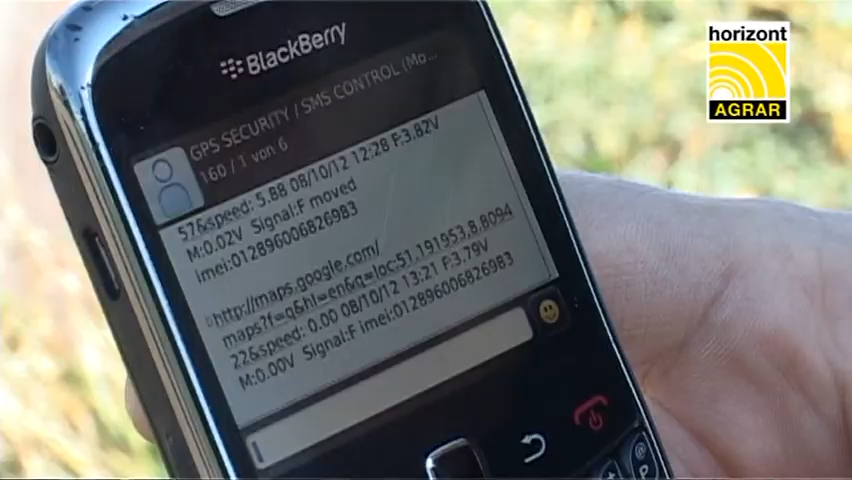 horizont
AGRAR
BlackBerry
GPS SECURITY / SMS CONTROL (Mo...
160 / 1 von 6
57&speed: 5.88 08/10/12 12:28 F:3.82V
M:0.02V Signal:F moved
imei:012896006826983
http://maps.google.com/
maps?f=q&hl=en&q=loc:51.191953,8.8094
22&speed: 0.00 08/10/12 13:21 F:3.79V
M:0.00V Signal:F imei:012896006826983